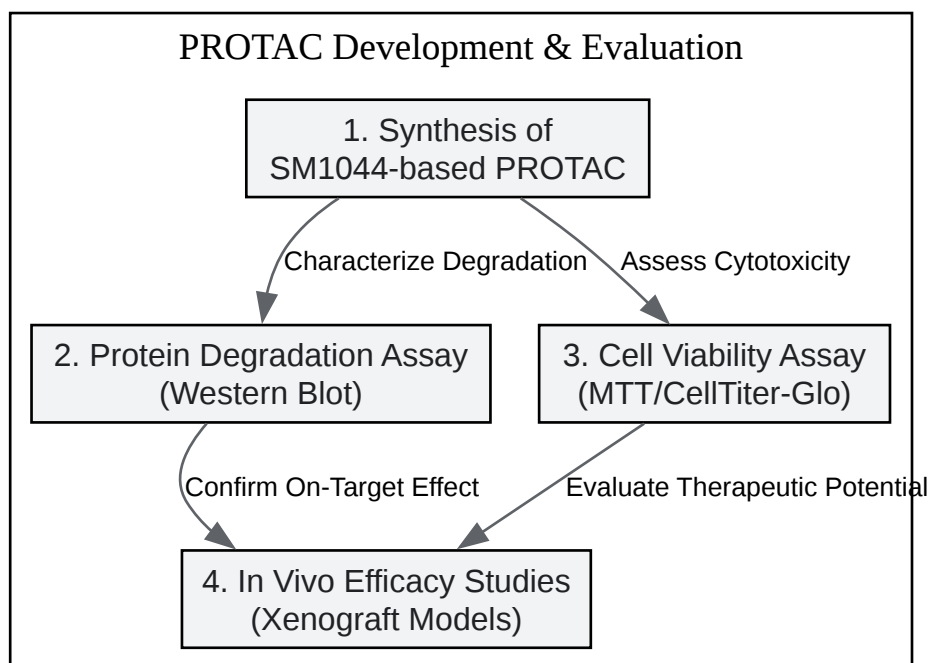 PROTAC Development & Evaluation
1. Synthesis of
SM1044-based PROTAC
Characterize Degradation
Assess Cytotoxicity
2. Protein Degradation Assay
(Western Blot)
3. Cell Viability Assay
(MTT/CellTiter-Glo)
Confirm On-Target Effect
Evaluate Therapeutic Potential
4. In Vivo Efficacy Studies
(Xenograft Models)